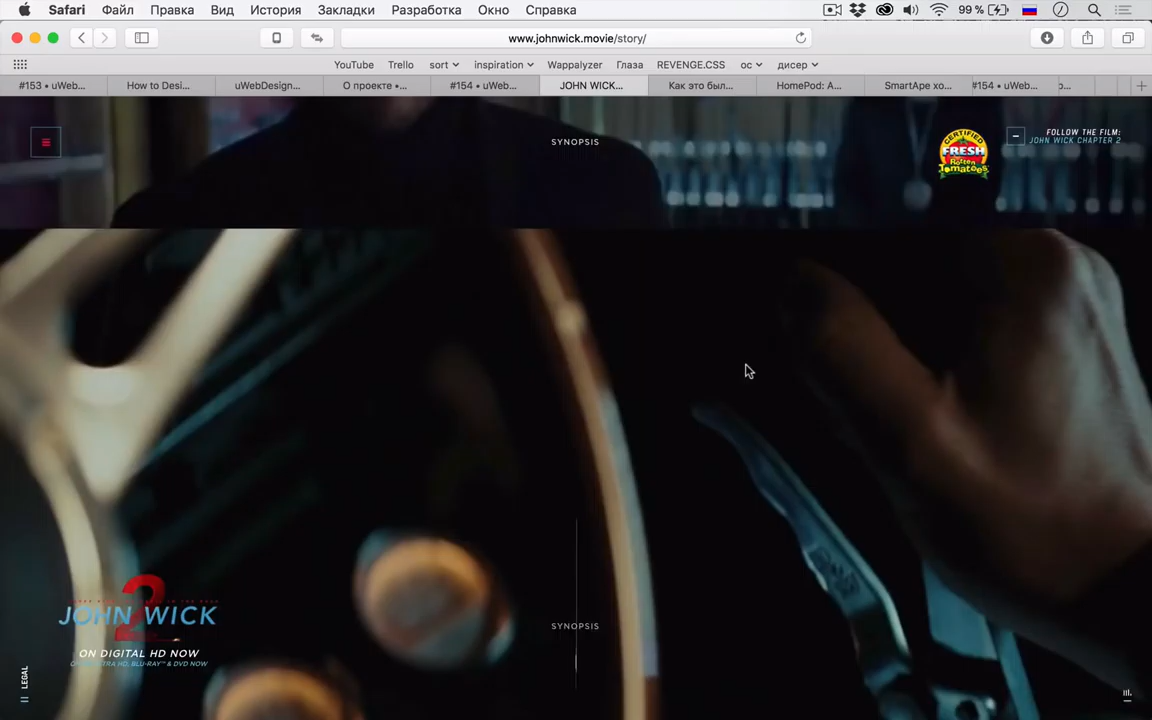 Safari Файл Правка Вид История Закладки Разработка Окно Справка 99 %
www.johnwick.movie/story/
YouTube Trello sort inspiration Wappalyzer Глаза REVENGE.CSS ос дисер
#153 • uWeb... How to Desi... uWebDesign... О проекте •... #154 • uWeb... JOHN WICK... Как это был... HomePod: A... SmartApe хо... #154 • uWe...
SYNOPSIS
CERTIFIED
FRESH
Rotten
Tomatoes
FOLLOW THE FILM:
JOHN WICK CHAPTER 2
2
JOHN WICK
SYNOPSIS
ON DIGITAL HD NOW
LEGAL